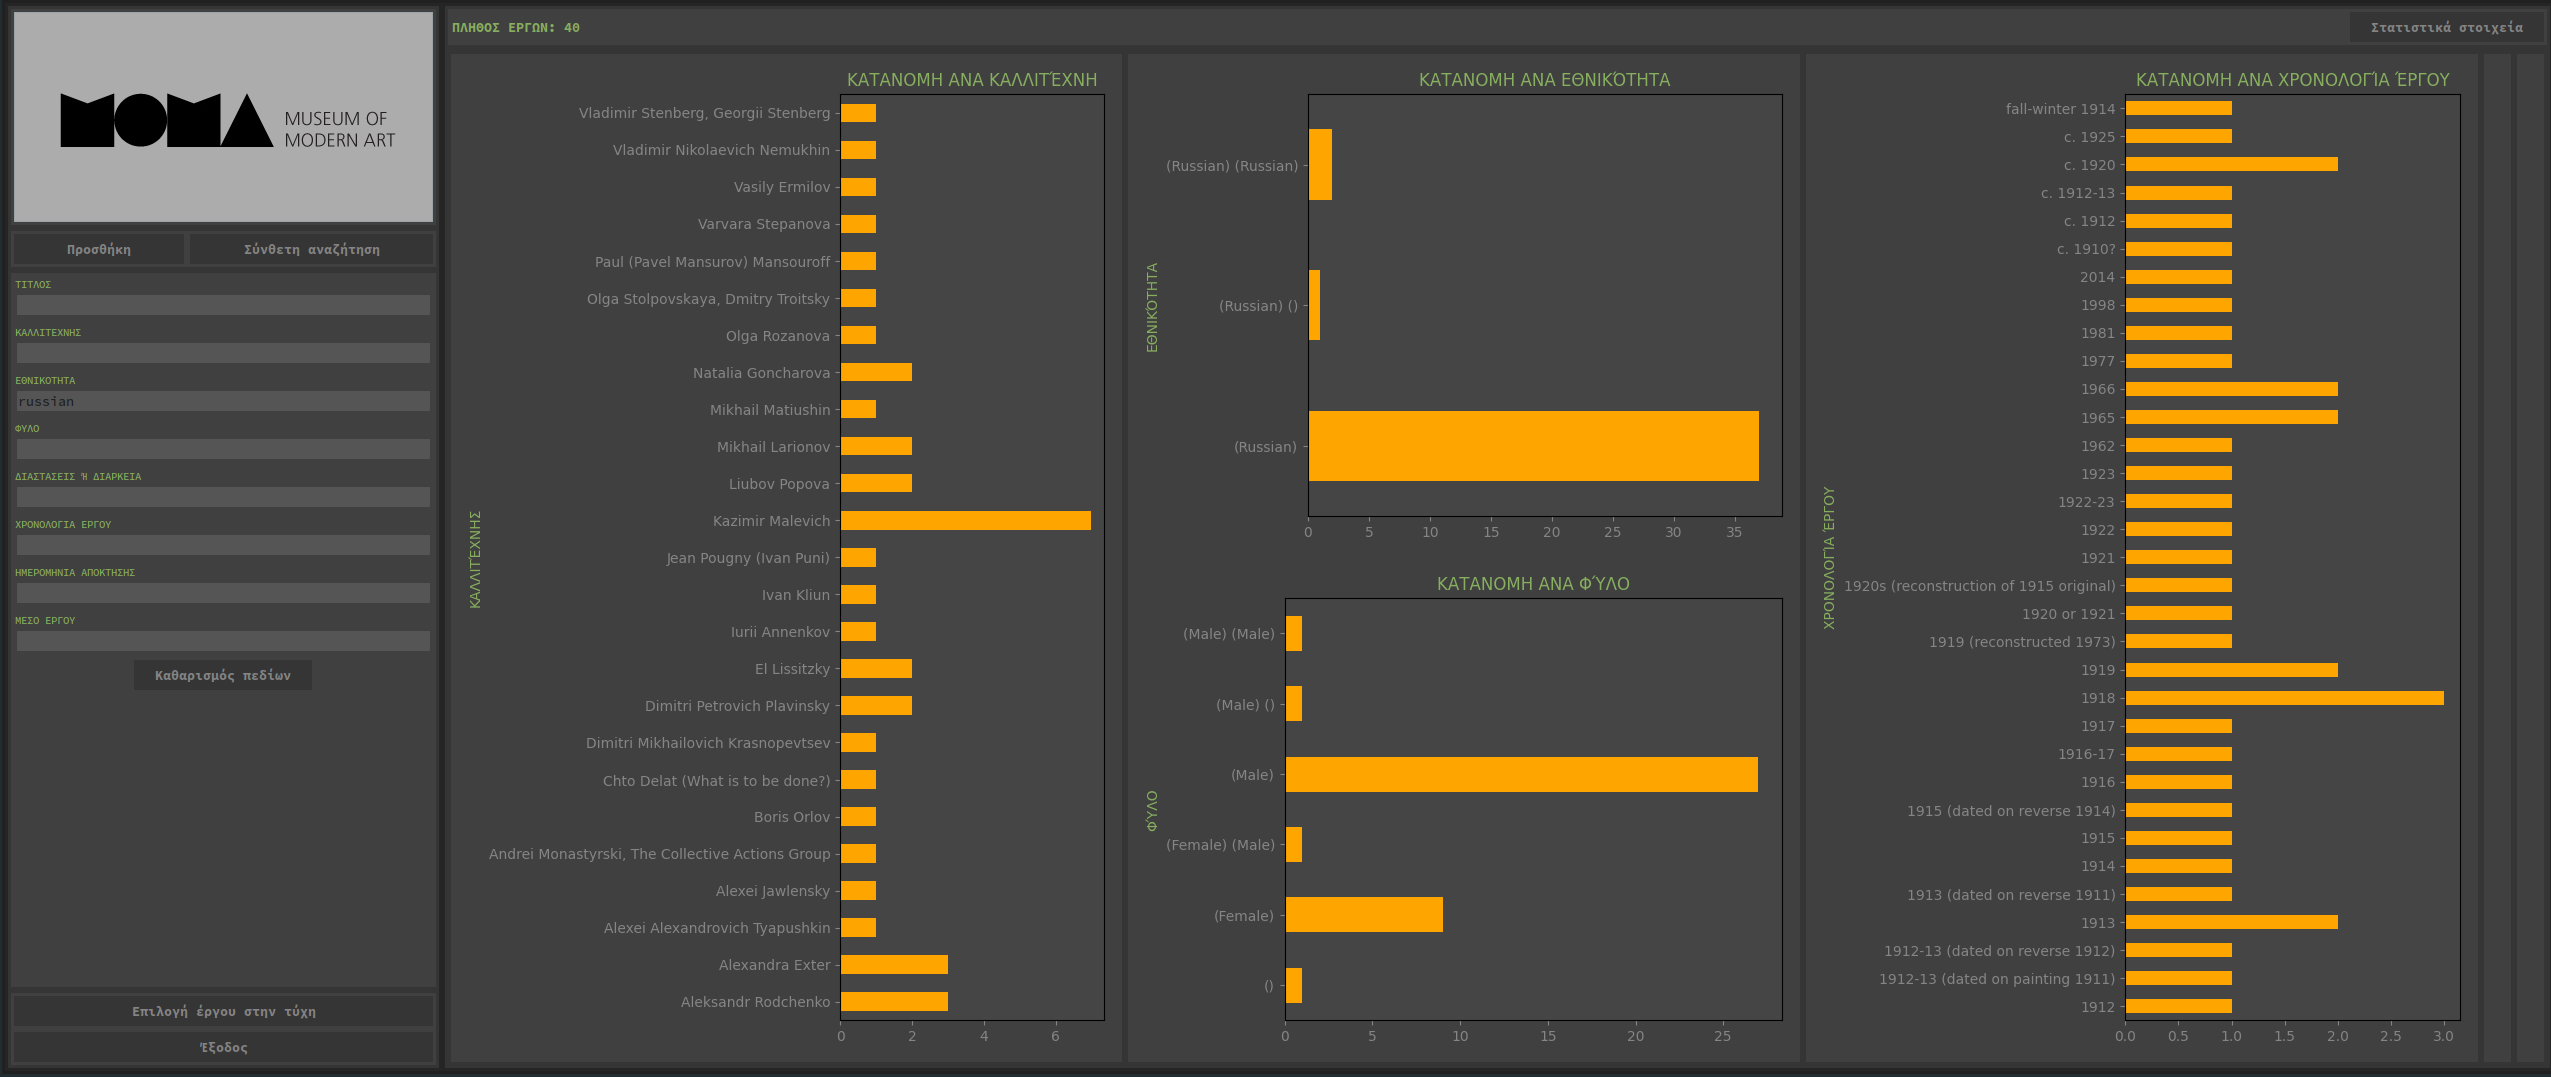 MOMA
MUSEUM OF
MODERN ART
Προσθήκη
Σύνθετη αναζήτηση
ΤΙΤΛΟΣ
ΚΑΛΛΙΤΕΧΝΗΣ
ΕΘΝΙΚΟΤΗΤΑ
russian
ΦΥΛΟ
ΔΙΑΣΤΑΣΕΙΣ Ή ΔΙΑΡΚΕΙΑ
ΧΡΟΝΟΛΟΓΙΑ ΕΡΓΟΥ
ΗΜΕΡΟΜΗΝΙΑ ΑΠΟΚΤΗΣΗΣ
ΜΕΣΟ ΕΡΓΟΥ
Καθαρισμός πεδίων
Επιλογή έργου στην τύχη
Έξοδος
ΠΛΗΘΟΣ ΕΡΓΩΝ: 40
Στατιστικά στοιχεία
ΚΑΤΑΝΟΜΗ ΑΝΑ ΚΑΛΛΙΤΈΧΝΗ
ΚΑΛΛΙΤΈΧΝΗΣ
Vladimir Stenberg, Georgii Stenberg
Vladimir Nikolaevich Nemukhin
Vasily Ermilov
Varvara Stepanova
Paul (Pavel Mansurov) Mansouroff
Olga Stolpovskaya, Dmitry Troitsky
Olga Rozanova
Natalia Goncharova
Mikhail Matiushin
Mikhail Larionov
Liubov Popova
Kazimir Malevich
Jean Pougny (Ivan Puni)
Ivan Kliun
Iurii Annenkov
El Lissitzky
Dimitri Petrovich Plavinsky
Dimitri Mikhailovich Krasnopevtsev
Chto Delat (What is to be done?)
Boris Orlov
Andrei Monastyrski, The Collective Actions Group
Alexei Jawlensky
Alexei Alexandrovich Tyapushkin
Alexandra Exter
Aleksandr Rodchenko
0 2 4 6
ΚΑΤΑΝΟΜΗ ΑΝΑ ΕΘΝΙΚΌΤΗΤΑ
ΕΘΝΙΚΌΤΗΤΑ
(Russian) (Russian)
(Russian) ()
(Russian)
0 5 10 15 20 25 30 35
ΚΑΤΑΝΟΜΗ ΑΝΑ ΦΎΛΟ
ΦΎΛΟ
(Male) (Male)
(Male) ()
(Male)
(Female) (Male)
(Female)
()
0 5 10 15 20 25
ΚΑΤΑΝΟΜΗ ΑΝΑ ΧΡΟΝΟΛΟΓΊΑ ΈΡΓΟΥ
ΧΡΟΝΟΛΟΓΊΑ ΈΡΓΟΥ
fall-winter 1914
c. 1925
c. 1920
c. 1912-13
c. 1912
c. 1910?
2014
1998
1981
1977
1966
1965
1962
1923
1922-23
1922
1921
1920s (reconstruction of 1915 original)
1920 or 1921
1919 (reconstructed 1973)
1919
1918
1917
1916-17
1916
1915 (dated on reverse 1914)
1915
1914
1913 (dated on reverse 1911)
1913
1912-13 (dated on reverse 1912)
1912-13 (dated on painting 1911)
1912
0.0 0.5 1.0 1.5 2.0 2.5 3.0